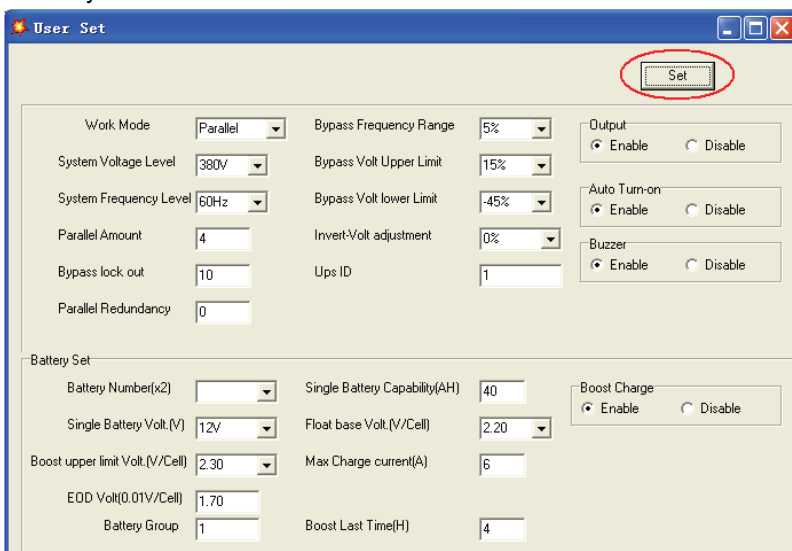 User Set
Set
Work Mode Parallel Bypass Frequency Range 5% Output
Enable Disable
System Voltage Level 380V Bypass Volt Upper Limit 15%
System Frequency Level 60Hz Bypass Volt lower Limit -45% Auto Turn-on
Enable Disable
Parallel Amount 4 Invert-Volt adjustment 0% Buzzer
Enable Disable
Bypass lock out 10 Ups ID 1
Parallel Redundancy 0
Battery Set
Battery Number(x2) Single Battery Capability(AH) 40 Boost Charge
Enable Disable
Single Battery Volt.(V) 12V Float base Volt.(V/Cell) 2.20
Boost upper limit Volt.(V/Cell) 2.30 Max Charge current(A) 6
EOD Volt(0.01V/Cell) 1.70
Battery Group 1 Boost Last Time(H) 4